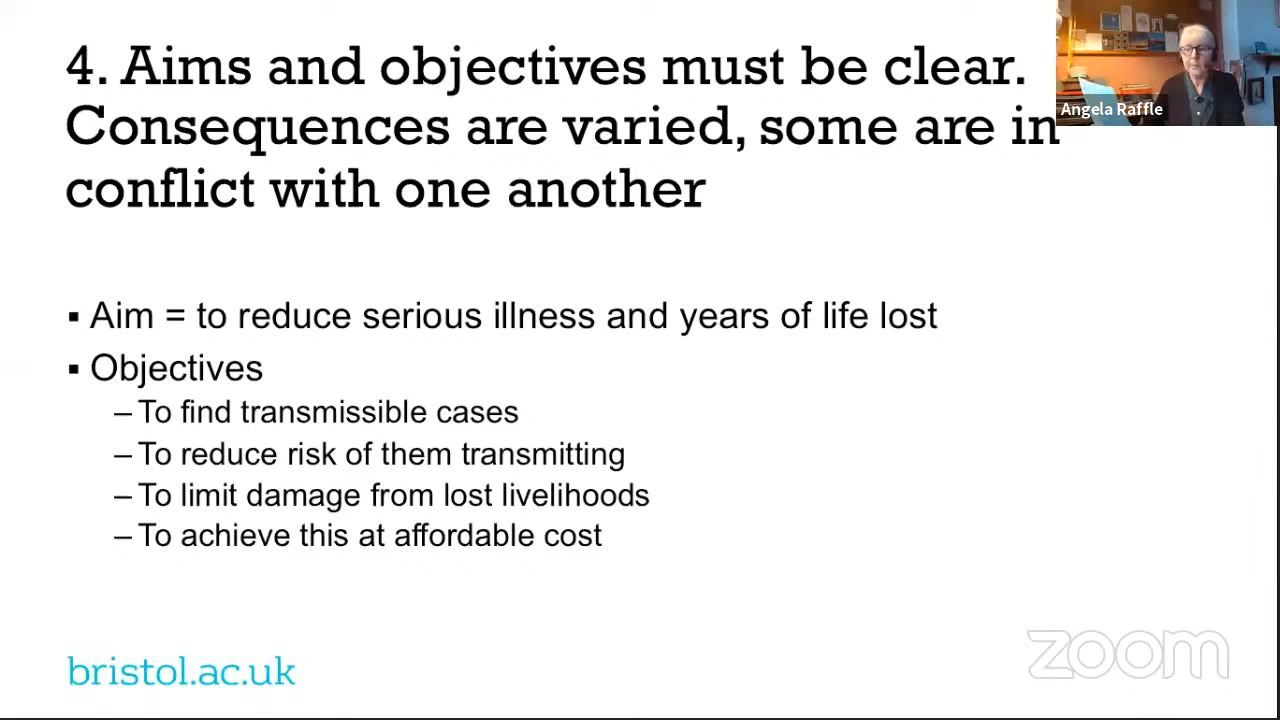 4. Aims and objectives must be clear.
Consequences are varied, some are in
conflict with one another
Angela Raffle
▪ Aim = to reduce serious illness and years of life lost
▪ Objectives
– To find transmissible cases
– To reduce risk of them transmitting
– To limit damage from lost livelihoods
– To achieve this at affordable cost
bristol.ac.uk
zoom